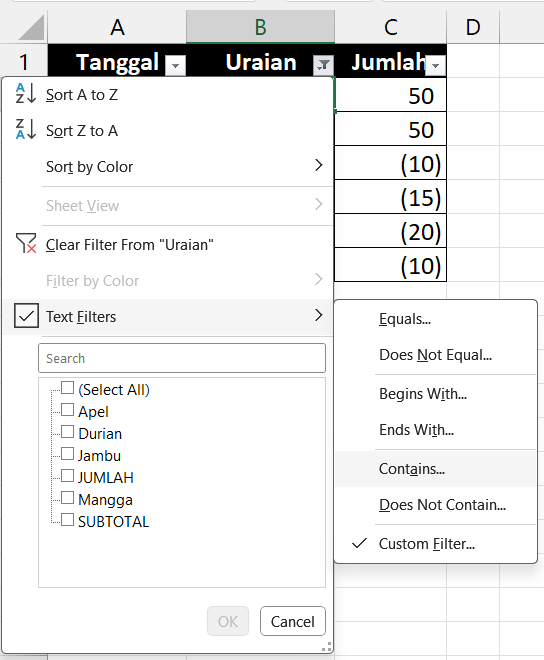 A B C D
1 Tanggal Uraian Jumlah
Sort A to Z
Sort Z to A
Sort by Color
Sheet View
Clear Filter From "Uraian"
Filter by Color
Text Filters
Search
(Select All)
Apel
Durian
Jambu
JUMLAH
Mangga
SUBTOTAL
OK Cancel
50
50
(10)
(15)
(20)
(10)
Equals...
Does Not Equal...
Begins With...
Ends With...
Contains...
Does Not Contain...
Custom Filter...